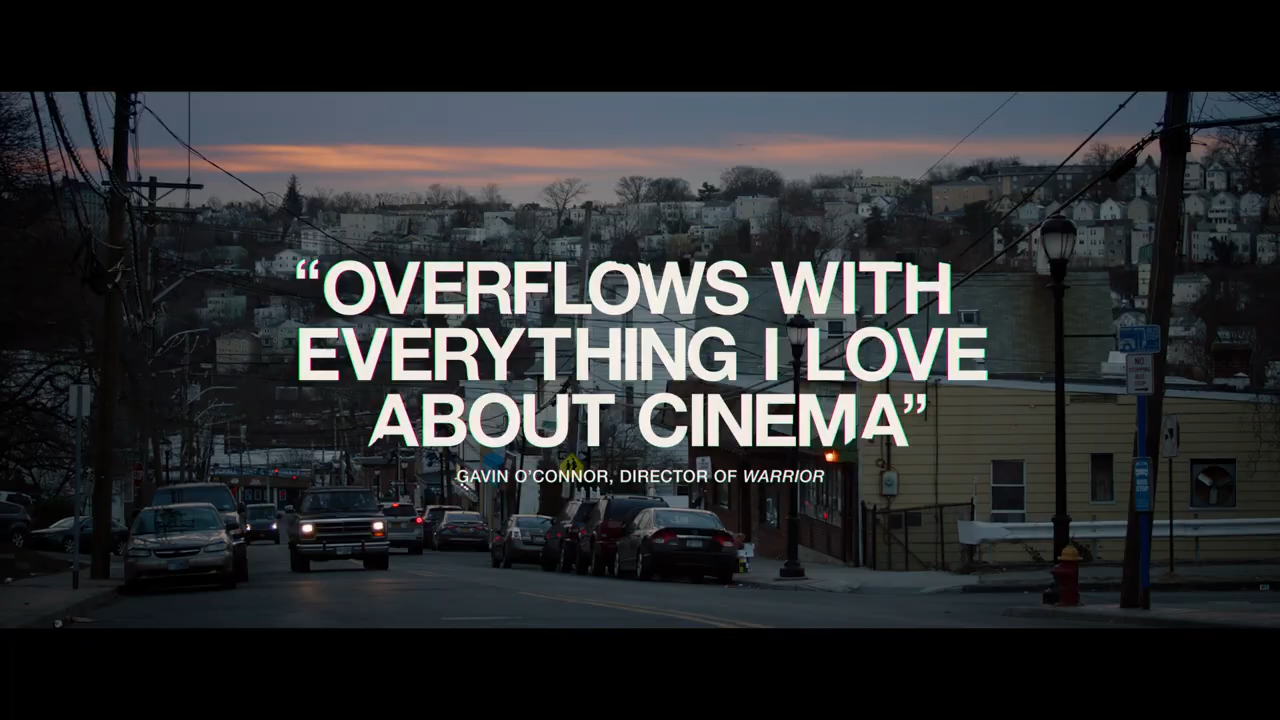 “OVERFLOWS WITH
EVERYTHING I LOVE
ABOUT CINEMA”
GAVIN O’CONNOR, DIRECTOR OF WARRIOR